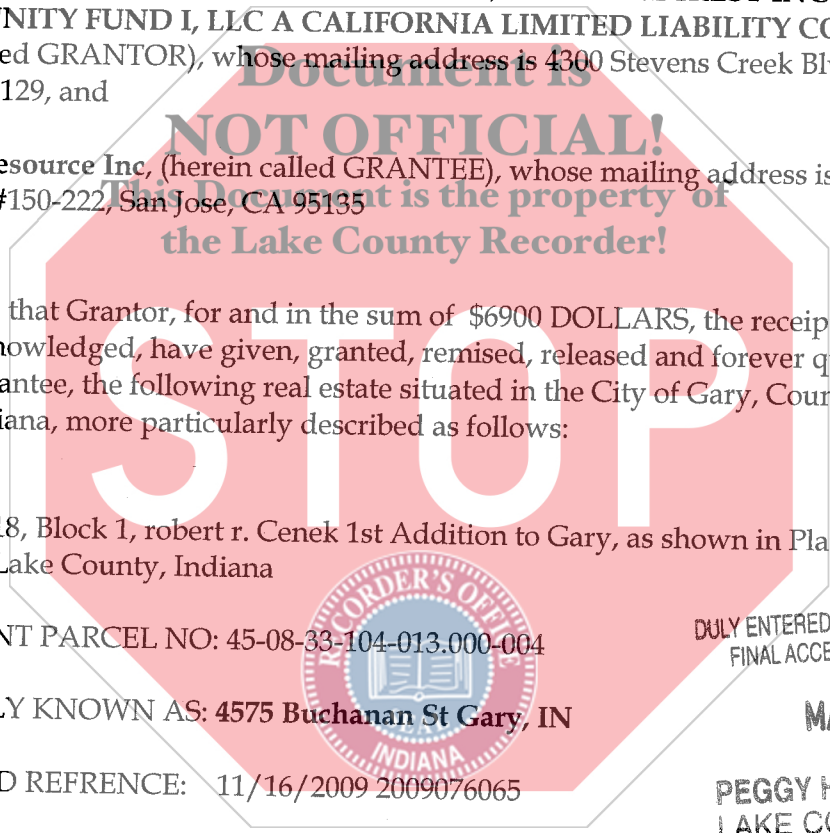 NITY FUND I, LLC A CALIFORNIA LIMITED LIABILITY CO
ed GRANTOR), whose mailing address is 4300 Stevens Creek Bl
129, and
Document is
NOT OFFICIAL!
This Document is the property of
the Lake County Recorder!
esource Inc, (herein called GRANTEE), whose mailing address is
#150-222, San Jose, CA 95135
that Grantor, for and in the sum of $6900 DOLLARS, the receip
nowledged, have given, granted, remised, released and forever q
antee, the following real estate situated in the City of Gary, Coun
iana, more particularly described as follows:
STOP
18, Block 1, robert r. Cenek 1st Addition to Gary, as shown in Pla
Lake County, Indiana
RECORDER'S OFFICE
INDIANA
NT PARCEL NO: 45-08-33-104-013.000-004
DULY ENTERED
FINAL ACCE
LY KNOWN AS: 4575 Buchanan St Gary, IN
MA
D REFRENCE: 11/16/2009 2009076065
PEGGY H
LAKE CO